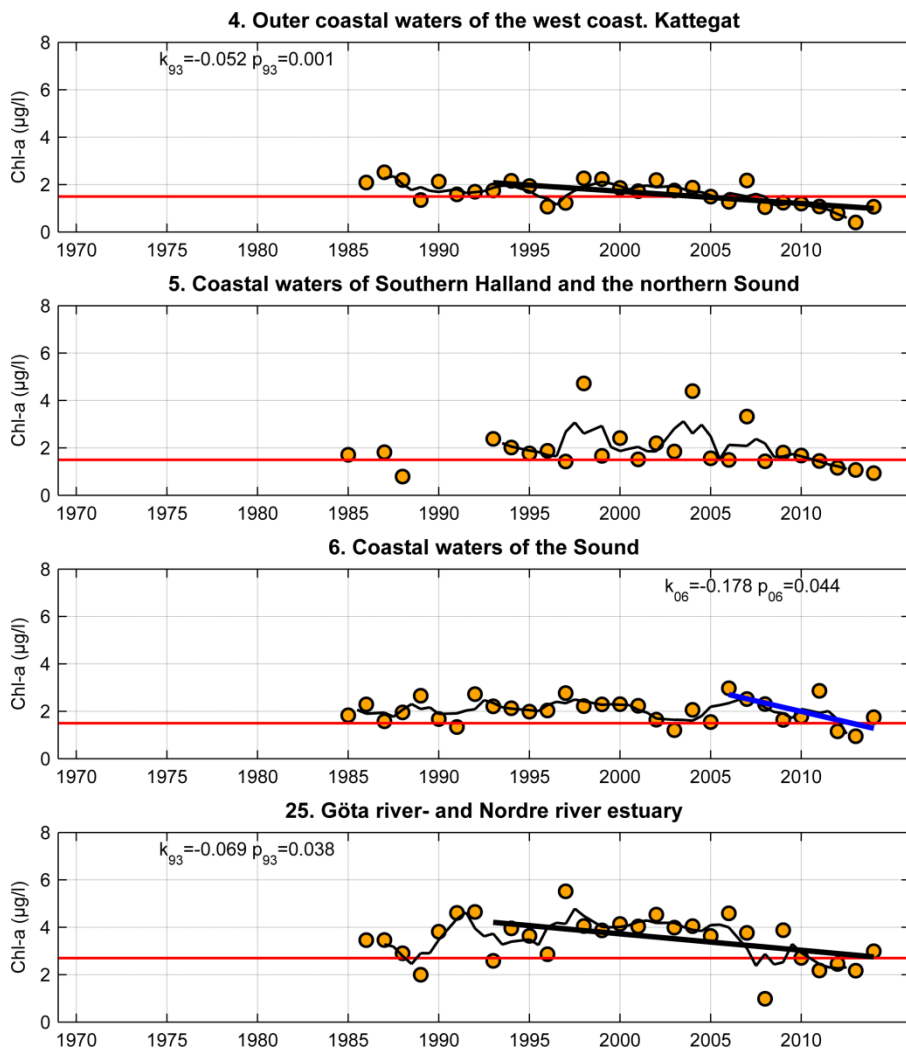 4. Outer coastal waters of the west coast. Kattegat
k93=-0.052 p93=0.001
Chl-a (µg/l)
8
6
4
2
0
1970 1975 1980 1985 1990 1995 2000 2005 2010
5. Coastal waters of Southern Halland and the northern Sound
Chl-a (µg/l)
8
6
4
2
0
1970 1975 1980 1985 1990 1995 2000 2005 2010
6. Coastal waters of the Sound
k06=-0.178 p06=0.044
Chl-a (µg/l)
8
6
4
2
0
1970 1975 1980 1985 1990 1995 2000 2005 2010
25. Göta river- and Nordre river estuary
k93=-0.069 p93=0.038
Chl-a (µg/l)
8
6
4
2
0
1970 1975 1980 1985 1990 1995 2000 2005 2010